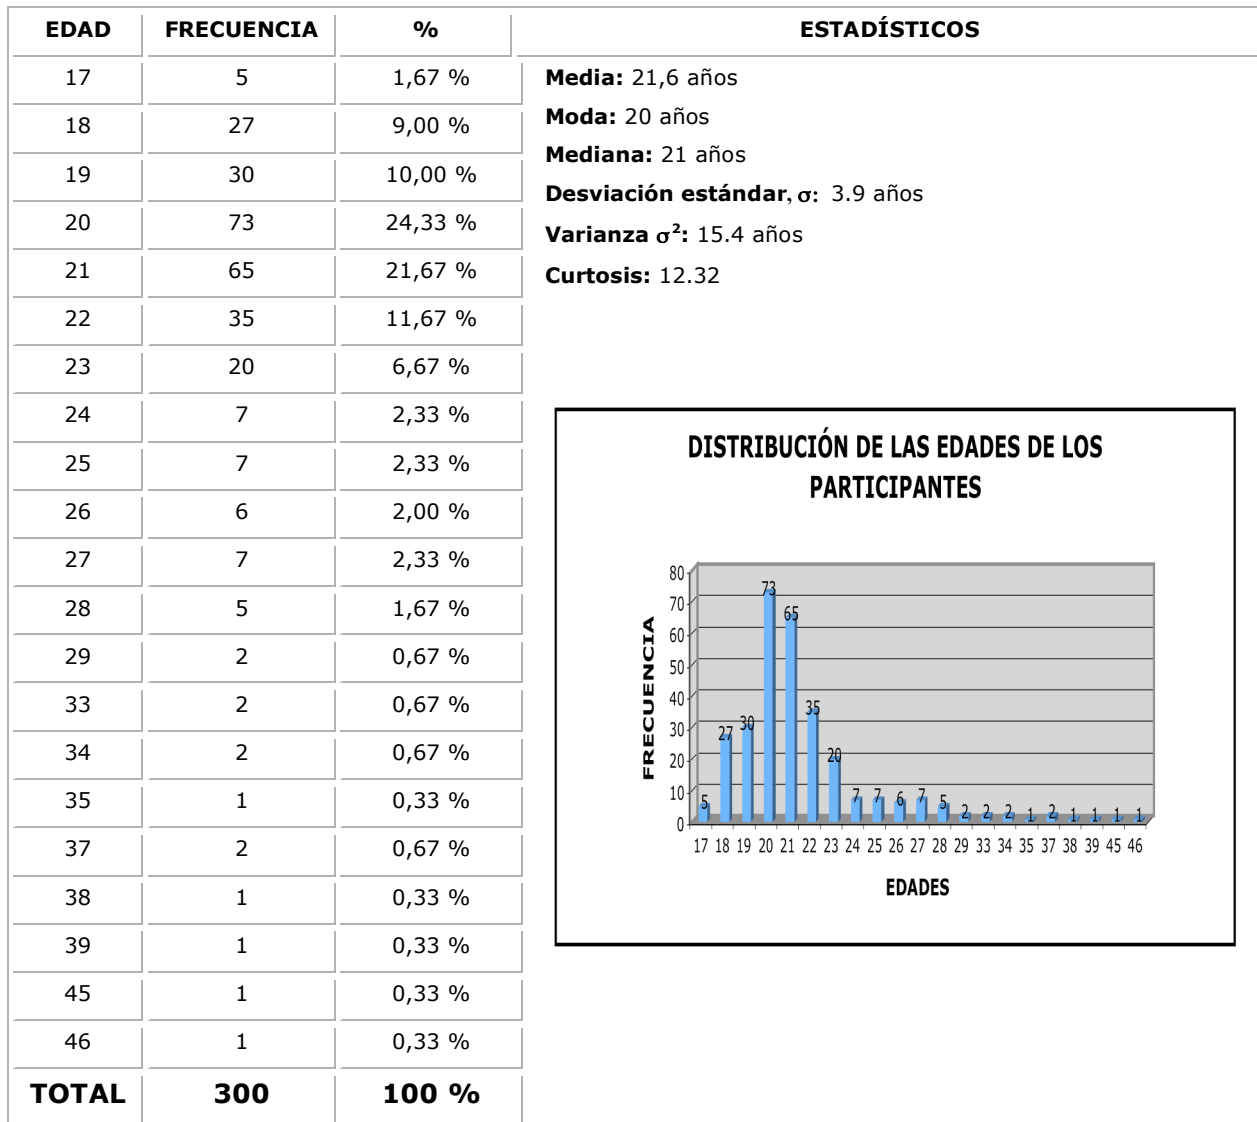 EDAD FRECUENCIA % ESTADÍSTICOS
17 5 1,67 %
18 27 9,00 %
19 30 10,00 %
20 73 24,33 %
21 65 21,67 %
22 35 11,67 %
23 20 6,67 %
24 7 2,33 %
25 7 2,33 %
26 6 2,00 %
27 7 2,33 %
28 5 1,67 %
29 2 0,67 %
33 2 0,67 %
34 2 0,67 %
35 1 0,33 %
37 2 0,67 %
38 1 0,33 %
39 1 0,33 %
45 1 0,33 %
46 1 0,33 %
TOTAL 300 100 %
Media: 21,6 años
Moda: 20 años
Mediana: 21 años
Desviación estándar, σ: 3.9 años
Varianza σ²: 15.4 años
Curtosis: 12.32
DISTRIBUCIÓN DE LAS EDADES DE LOS
PARTICIPANTES
FRECUENCIA
80
70
60
50
40
30
20
10
0
5 27 30 73 65 35 20 7 7 6 7 5 2 2 2 1 2 1 1 1 1
17 18 19 20 21 22 23 24 25 26 27 28 29 33 34 35 37 38 39 45 46
EDADES